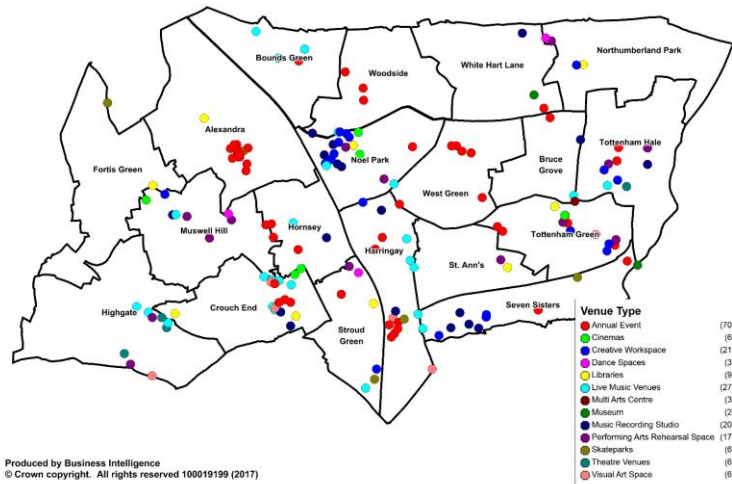 Bounds Green
Woodside
White Hart Lane
Northumberland Park
Alexandra
Fortis Green
Noel Park
Bruce
Grove
Tottenham Hale
West Green
Muswell Hill
Hornsey
Harringay
Tottenham Green
St. Ann's
Highgate
Crouch End
Stroud
Green
Seven Sisters
Venue Type
Annual Event (70
Cinemas (6
Creative Workspace (21
Dance Spaces (3
Libraries (9
Live Music Venues (27
Multi Arts Centre (3
Museum (2
Music Recording Studio (20
Performing Arts Rehearsal Space (17
Skateparks (6
Theatre Venues (6
Visual Art Space (6
Produced by Business Intelligence
© Crown copyright. All rights reserved 100019199 (2017)